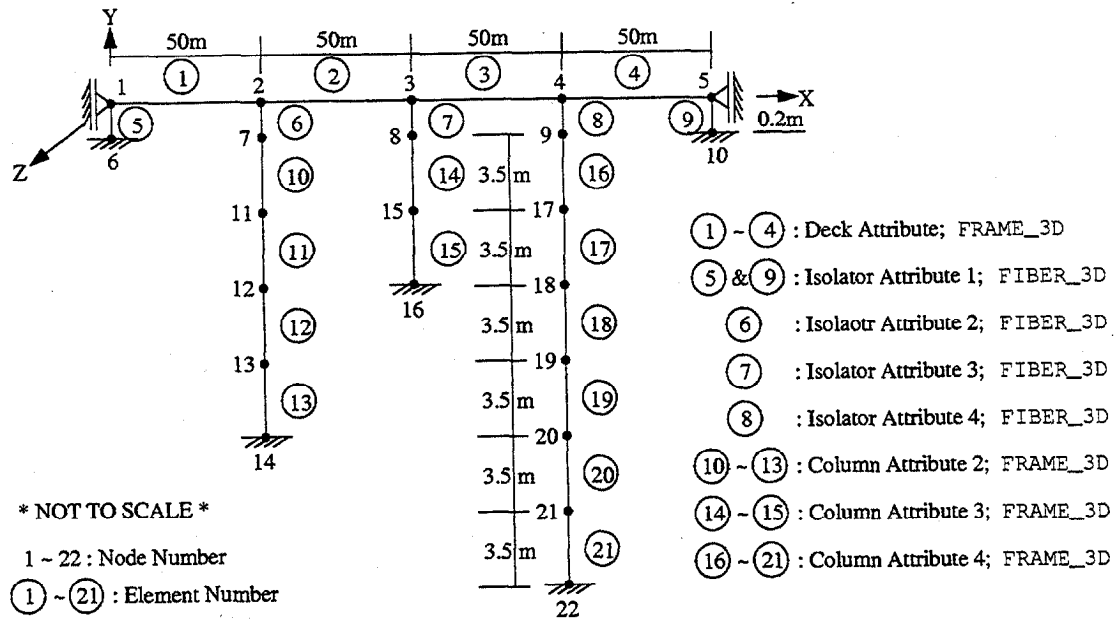 Y
50m 50m 50m 50m
1 2 3 4 5
1 2 3 4
X
0.2m
5 6 7 8 9
Z
6 7 8 9 10
10 14 3.5 m 16
11 15 17
11 15 3.5 m 17
12 16 18
12 3.5 m 18
13 19
13 3.5 m 19
14 20
3.5 m 20
21
3.5 m 21
22
1 ~ 4 : Deck Attribute; FRAME_3D
5 & 9 : Isolator Attribute 1; FIBER_3D
6 : Isolaotr Attribute 2; FIBER_3D
7 : Isolator Attribute 3; FIBER_3D
8 : Isolator Attribute 4; FIBER_3D
10 ~ 13 : Column Attribute 2; FRAME_3D
14 ~ 15 : Column Attribute 3; FRAME_3D
16 ~ 21 : Column Attribute 4; FRAME_3D
* NOT TO SCALE *
1 ~ 22 : Node Number
1 ~ 21 : Element Number